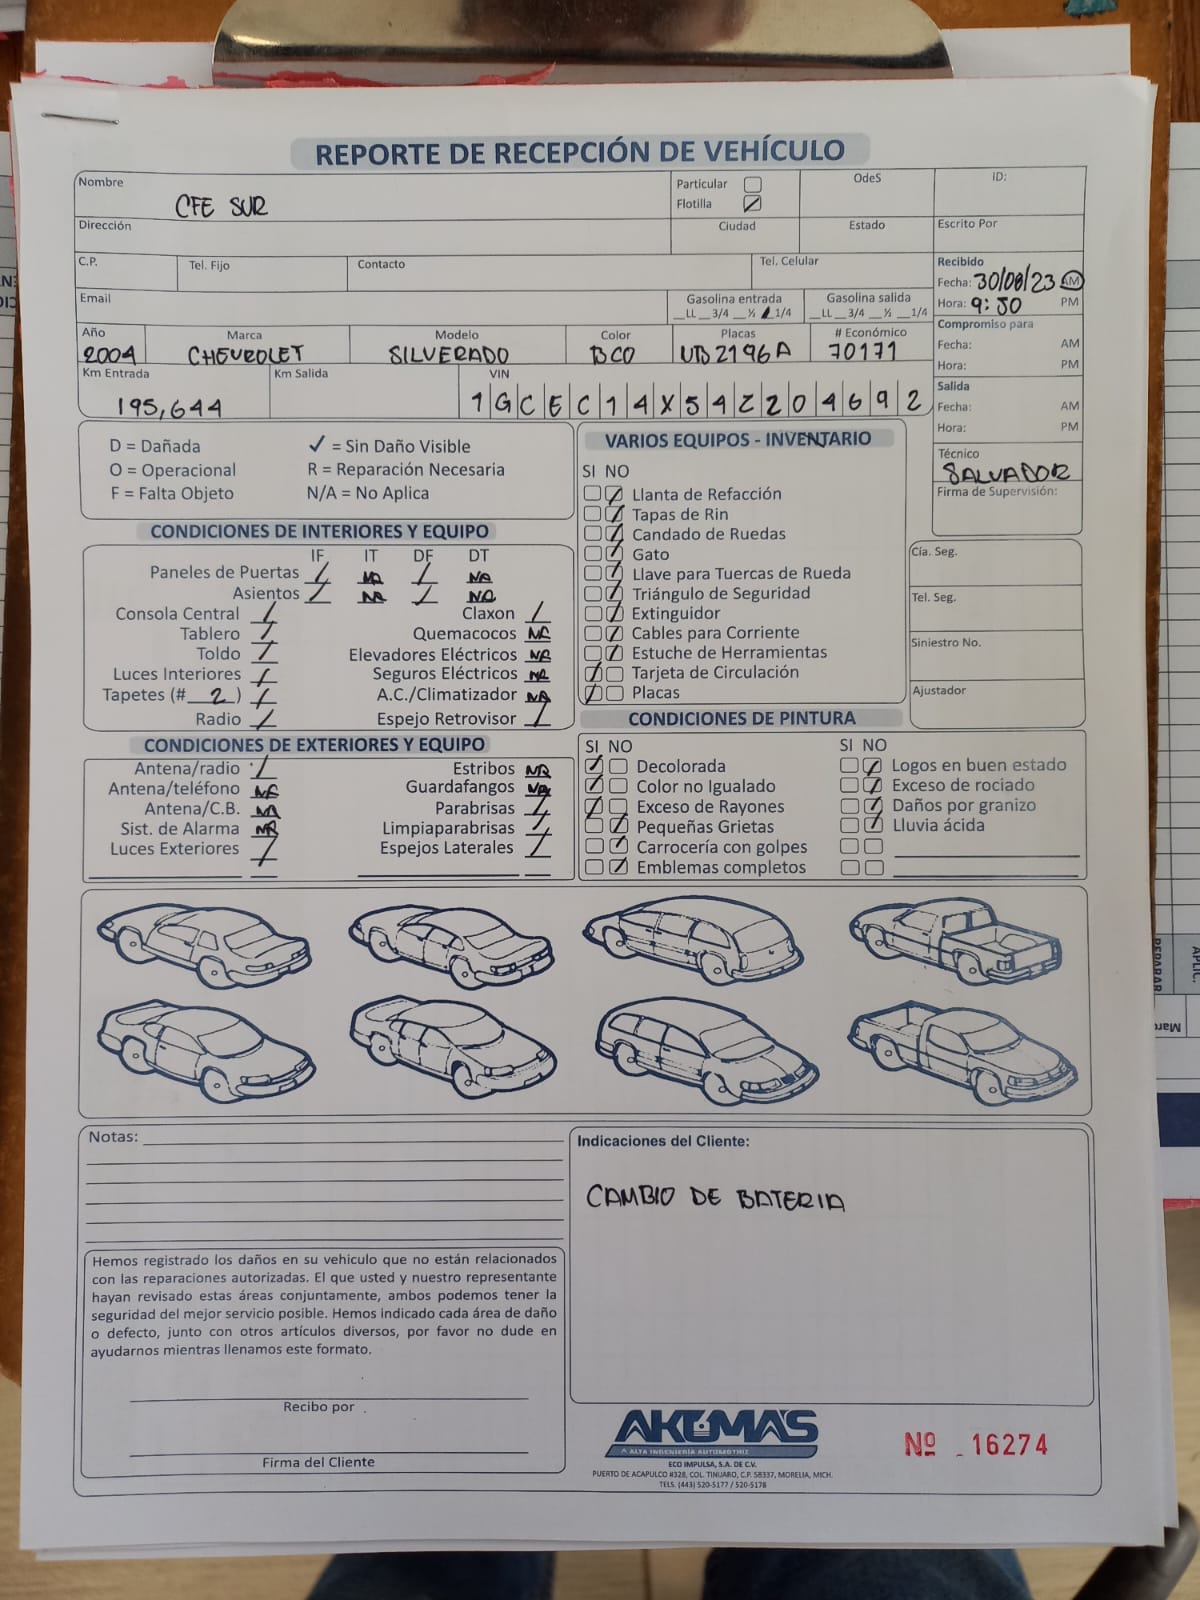 REPORTE DE RECEPCIÓN DE VEHÍCULO
Nombre CFE SUR
Particular
Flotilla
OdeS
ID:
Dirección
Ciudad
Estado
Escrito Por
C.P.
Tel. Fijo
Contacto
Tel. Celular
Recibido
Fecha: 30/08/23 AM
Hora: 9:50 PM
Email
Gasolina entrada
__LL __3/4 __½ __1/4
Gasolina salida
__LL __3/4 __½ __1/4
Compromiso para
Fecha: AM
Hora: PM
Año Marca Modelo Color Placas # Económico
2004 CHEVROLET SILVERADO BCO UB2196A 70171
Km Entrada Km Salida VIN
195,644 1GCEC14X54Z204692
Salida
Fecha: AM
Hora: PM
Técnico
SALVADOR
Firma de Supervisión:
D = Dañada ✓ = Sin Daño Visible
O = Operacional R = Reparación Necesaria
F = Falta Objeto N/A = No Aplica
CONDICIONES DE INTERIORES Y EQUIPO
IF IT DF DT
Paneles de Puertas / NA / NA
Asientos / NA / NA
Consola Central / Claxon /
Tablero / Quemacocos NA
Toldo / Elevadores Eléctricos NA
Luces Interiores / Seguros Eléctricos NA
Tapetes (# 2 ) / A.C./Climatizador NA
Radio / Espejo Retrovisor /
CONDICIONES DE EXTERIORES Y EQUIPO
Antena/radio / Estribos NA
Antena/teléfono NA Guardafangos NA
Antena/C.B. NA Parabrisas /
Sist. de Alarma NA Limpiaparabrisas /
Luces Exteriores / Espejos Laterales /
VARIOS EQUIPOS - INVENTARIO
SI NO
Llanta de Refacción
Tapas de Rin
Candado de Ruedas
Gato
Llave para Tuercas de Rueda
Triángulo de Seguridad
Extinguidor
Cables para Corriente
Estuche de Herramientas
Tarjeta de Circulación
Placas
Cía. Seg.
Tel. Seg.
Siniestro No.
Ajustador
CONDICIONES DE PINTURA
SI NO SI NO
Decolorada Logos en buen estado
Color no Igualado Exceso de rociado
Exceso de Rayones Daños por granizo
Pequeñas Grietas Lluvia ácida
Carrocería con golpes
Emblemas completos
Notas:
Indicaciones del Cliente:
CAMBIO DE BATERIA
Hemos registrado los daños en su vehiculo que no están relacionados
con las reparaciones autorizadas. El que usted y nuestro representante
hayan revisado estas áreas conjuntamente, ambos podemos tener la
seguridad del mejor servicio posible. Hemos indicado cada área de daño
o defecto, junto con otros artículos diversos, por favor no dude en
ayudarnos mientras llenamos este formato.
Recibo por
Firma del Cliente
AKOMA'S
ALTA INGENIERÍA AUTOMOTRIZ
ECO IMPULSA, S.A. DE C.V.
PUERTO DE ACAPULCO #328, COL. TINIJARO, C.P. 58337, MORELIA, MICH.
TELS. (443) 520-5177 / 520-5178
Nº 16274
REPARAR
APLIC.